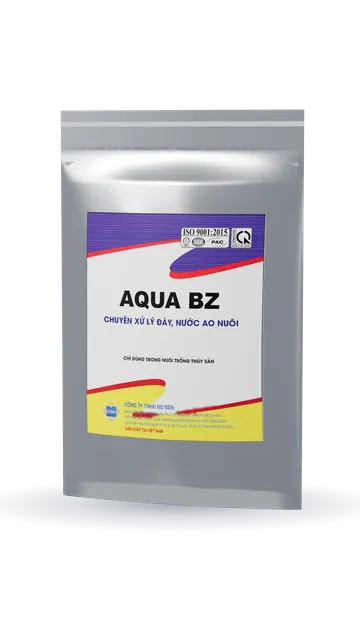 ISO 9001:2015
PAC
AQUA BZ
CHUYÊN XỬ LÝ ĐÁY, NƯỚC AO NUÔI
CHỈ DÙNG TRONG NUÔI TRỒNG THỦY SẢN
CÔNG TY TNHH NO BEN
SẢN XUẤT TẠI VIỆT NAM